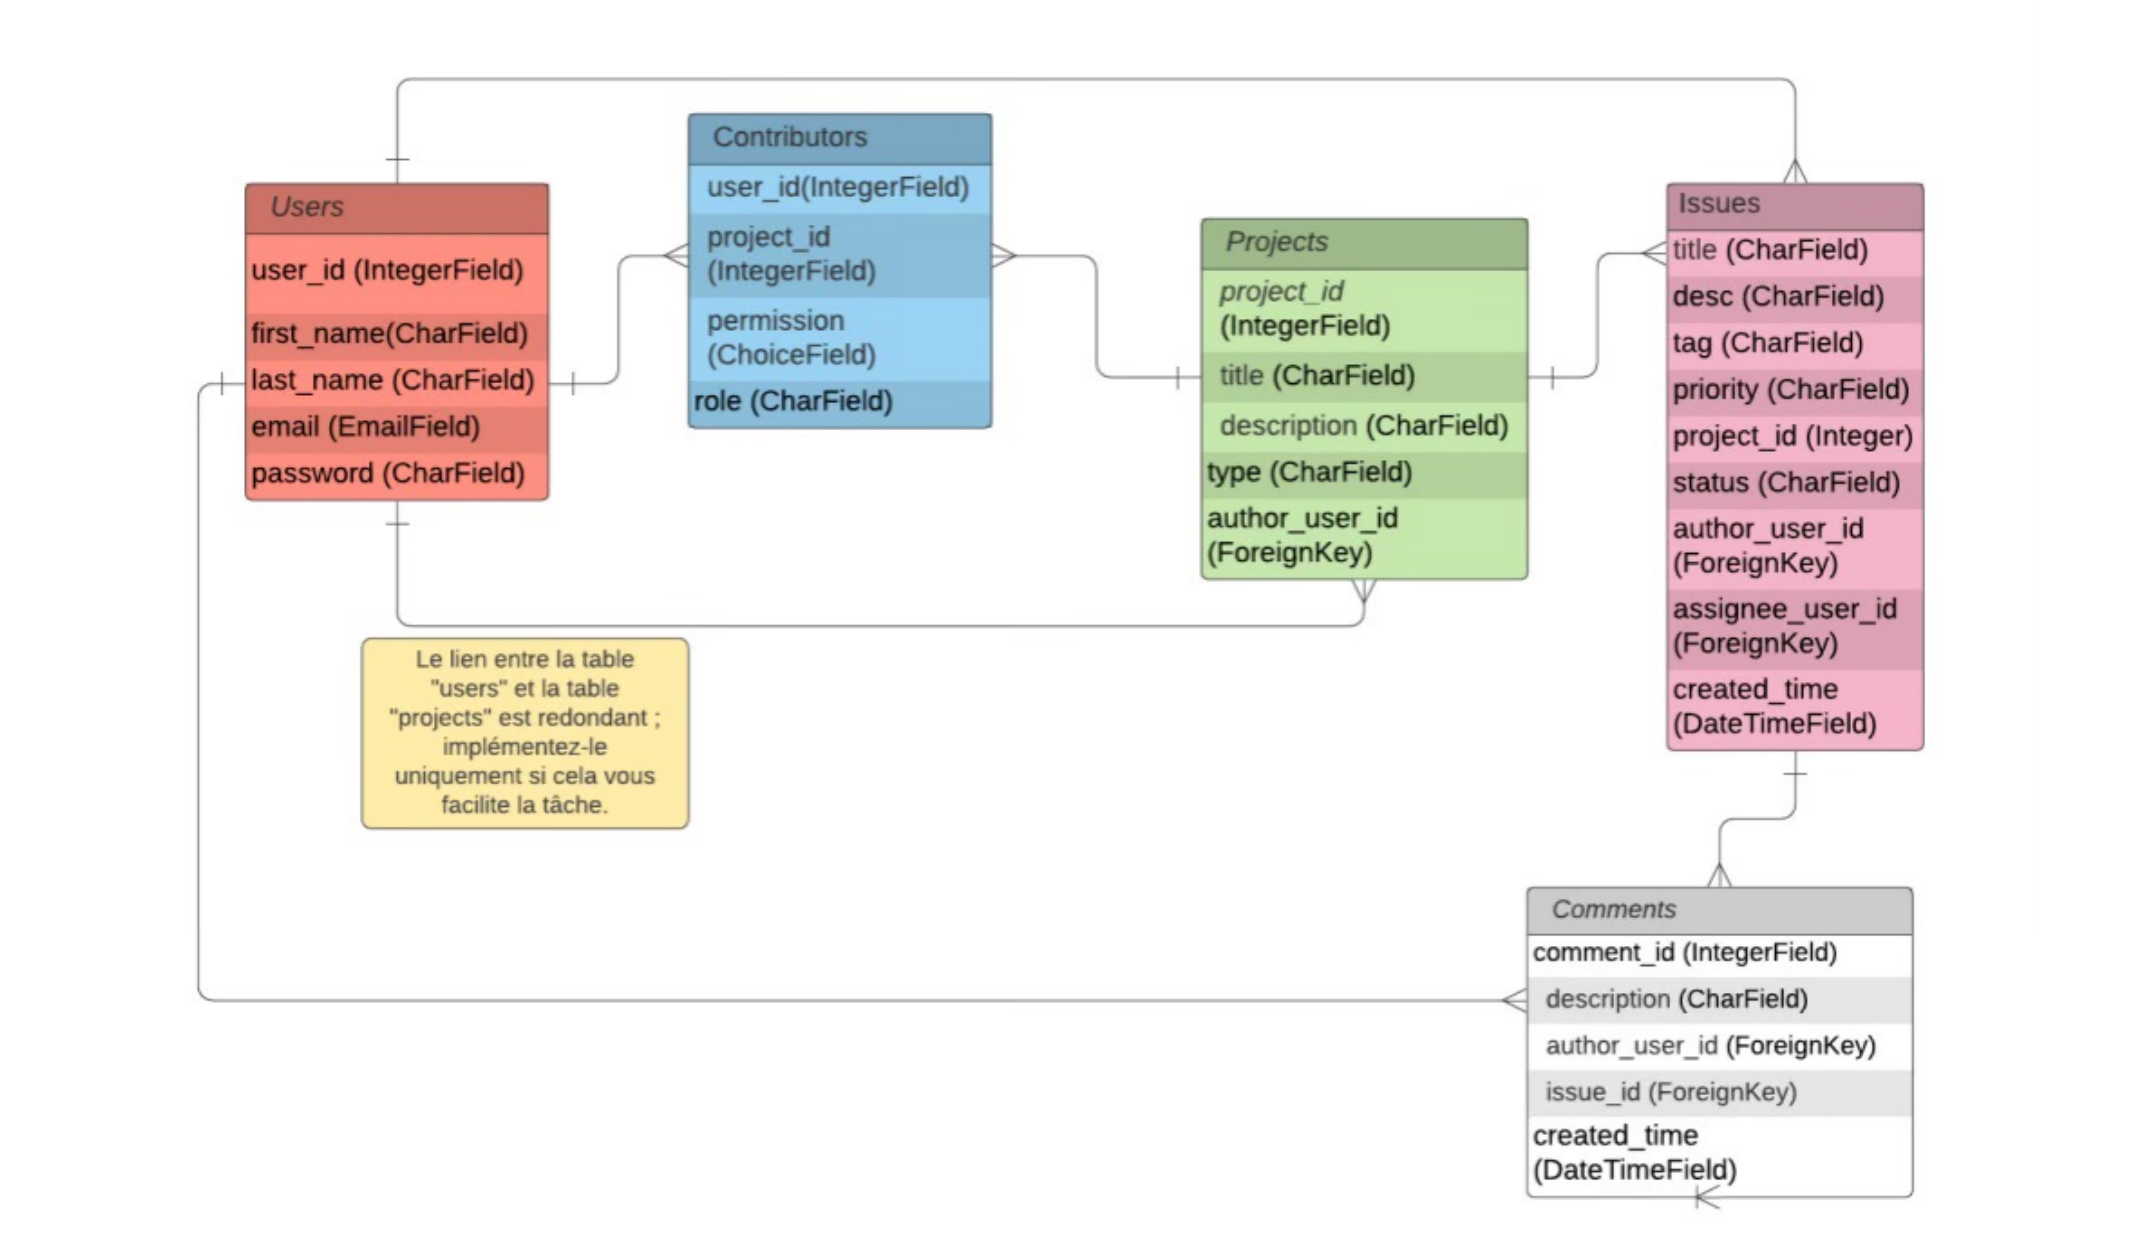 Users
user_id (IntegerField)
first_name(CharField)
last_name (CharField)
email (EmailField)
password (CharField)
Contributors
user_id(IntegerField)
project_id
(IntegerField)
permission
(ChoiceField)
role (CharField)
Projects
project_id
(IntegerField)
title (CharField)
description (CharField)
type (CharField)
author_user_id
(ForeignKey)
Issues
title (CharField)
desc (CharField)
tag (CharField)
priority (CharField)
project_id (Integer)
status (CharField)
author_user_id
(ForeignKey)
assignee_user_id
(ForeignKey)
created_time
(DateTimeField)
Le lien entre la table
"users" et la table
"projects" est redondant ;
implémentez-le
uniquement si cela vous
facilite la tâche.
Comments
comment_id (IntegerField)
description (CharField)
author_user_id (ForeignKey)
issue_id (ForeignKey)
created_time
(DateTimeField)